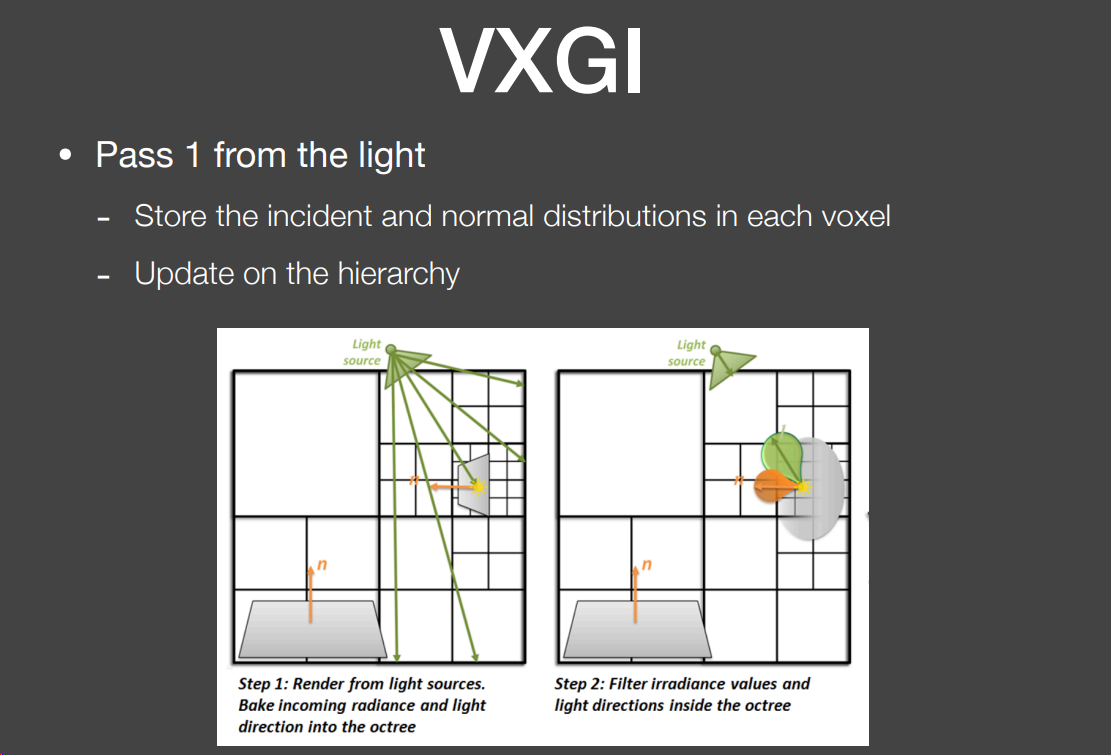 VXGI
• Pass 1 from the light
- Store the incident and normal distributions in each voxel
- Update on the hierarchy
Light
source
n
n
Step 1: Render from light sources.
Bake incoming radiance and light
direction into the octree
Light
source
l
n
n
Step 2: Filter irradiance values and
light directions inside the octree